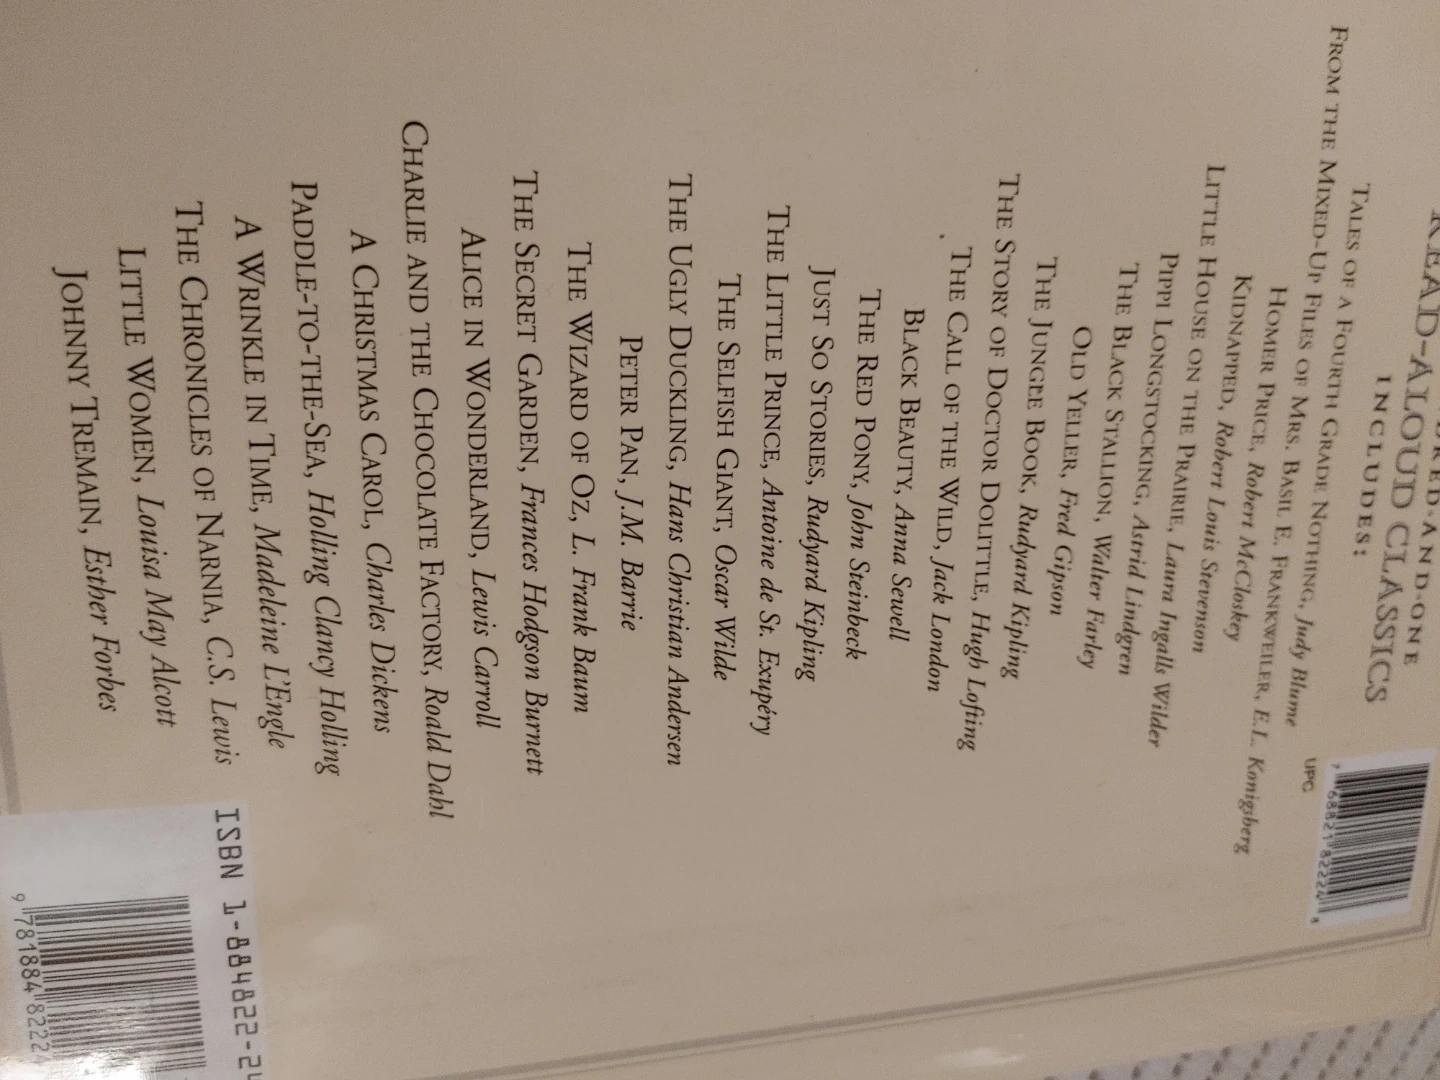 READ-ALOUD CLASSICS
INCLUDES:
TALES OF A FOURTH GRADE NOTHING, Judy Blume
FROM THE MIXED-UP FILES OF MRS. BASIL E. FRANKWEILER, E.L. Konigsberg
HOMER PRICE, Robert McCloskey
KIDNAPPED, Robert Louis Stevenson
LITTLE HOUSE ON THE PRAIRIE, Laura Ingalls Wilder
PIPPI LONGSTOCKING, Astrid Lindgren
THE BLACK STALLION, Walter Farley
OLD YELLER, Fred Gipson
THE JUNGLE BOOK, Rudyard Kipling
THE STORY OF DOCTOR DOLITTLE, Hugh Lofting
THE CALL OF THE WILD, Jack London
BLACK BEAUTY, Anna Sewell
THE RED PONY, John Steinbeck
JUST SO STORIES, Rudyard Kipling
THE LITTLE PRINCE, Antoine de St. Exupéry
THE SELFISH GIANT, Oscar Wilde
THE UGLY DUCKLING, Hans Christian Andersen
PETER PAN, J.M. Barrie
THE WIZARD OF OZ, L. Frank Baum
THE SECRET GARDEN, Frances Hodgson Burnett
ALICE IN WONDERLAND, Lewis Carroll
CHARLIE AND THE CHOCOLATE FACTORY, Roald Dahl
A CHRISTMAS CAROL, Charles Dickens
PADDLE-TO-THE-SEA, Holling Clancy Holling
A WRINKLE IN TIME, Madeleine L'Engle
THE CHRONICLES OF NARNIA, C.S. Lewis
LITTLE WOMEN, Louisa May Alcott
JOHNNY TREMAIN, Esther Forbes
UPC
7 68821 82224 8
ISBN 1-884822-2
9 781884 8222